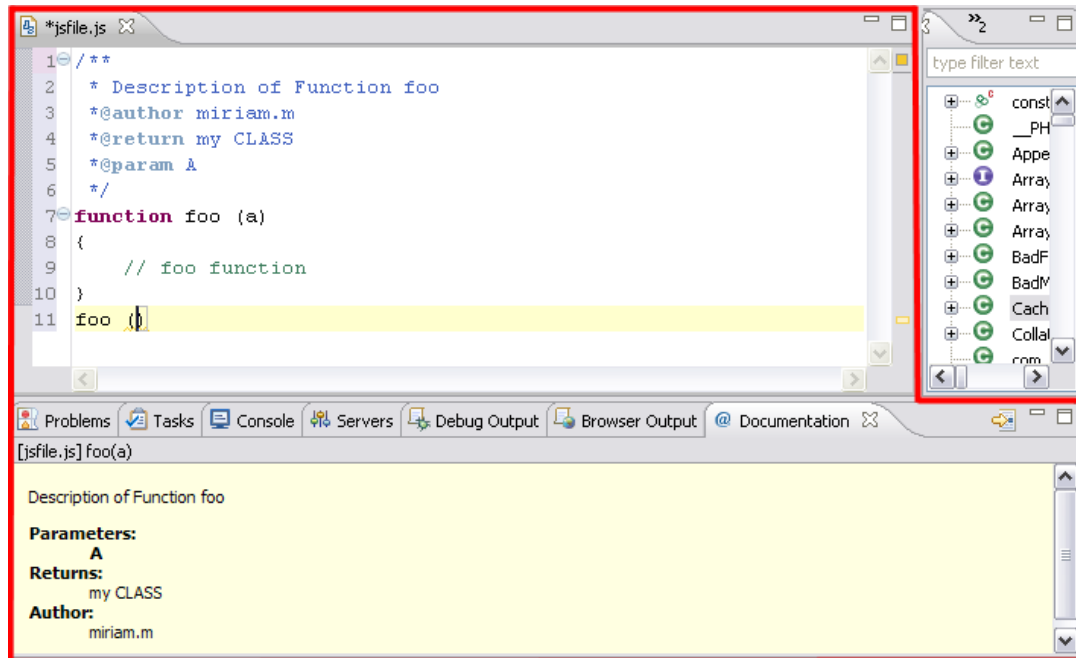 *jsfile.js
1 /**
2 * Description of Function foo
3 *@author miriam.m
4 *@return my CLASS
5 *@param A
6 */
7 function foo (a)
8 {
9 // foo function
10 }
11 foo ()
»2
type filter text
const
__PH
Appe
Array
Array
Array
BadF
BadM
Cach
Collal
com
Problems Tasks Console Servers Debug Output Browser Output @ Documentation
[jsfile.js] foo(a)
Description of Function foo
Parameters:
A
Returns:
my CLASS
Author:
miriam.m